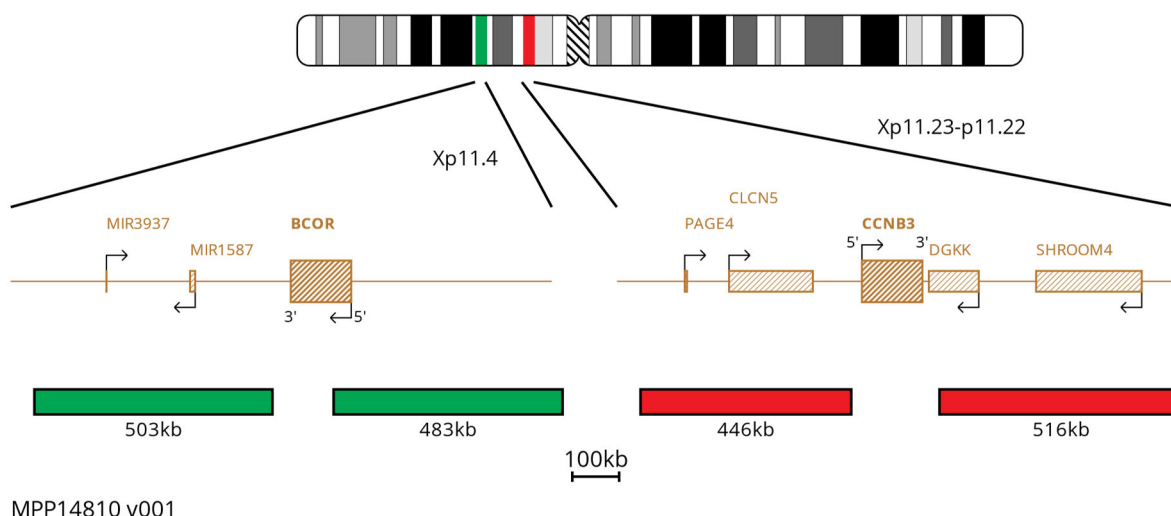 Xp11.23-p11.22
Xp11.4
CLCN5
MIR3937
BCOR
PAGE4
CCNB3
MIR1587
5'
3'
DGKK
SHROOM4
3'
5'
503kb
483kb
446kb
516kb
100kb
MPP14810 v001